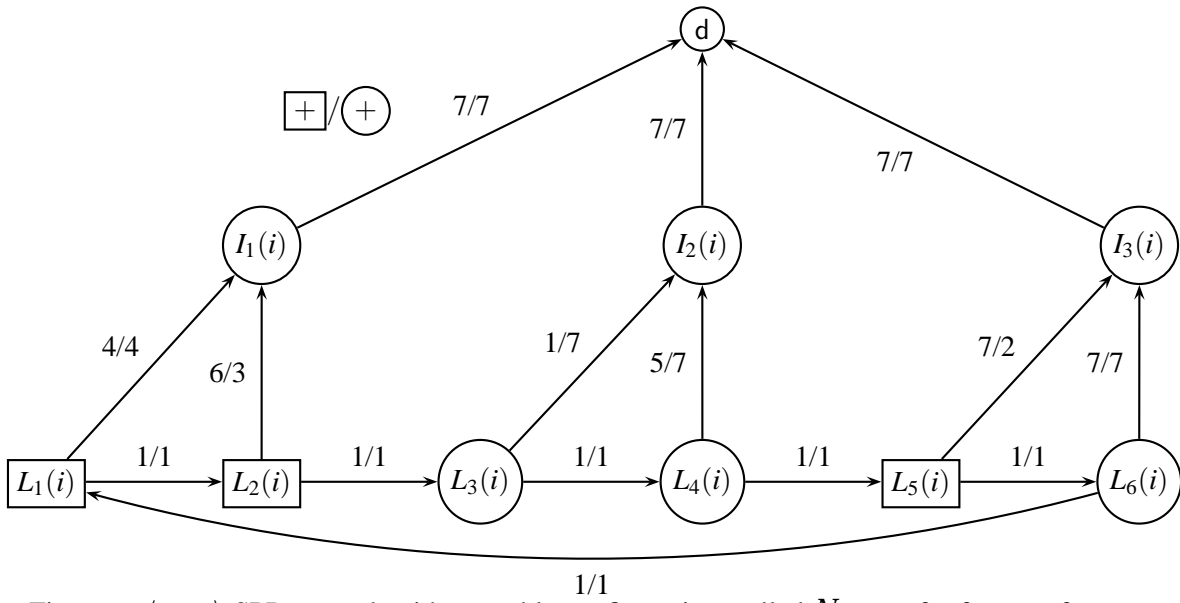 d
+/+
7/7
7/7
7/7
I₁(i)
I₂(i)
I₃(i)
4/4
6/3
1/7
5/7
7/2
7/7
1/1
1/1
1/1
1/1
1/1
L₁(i)
L₂(i)
L₃(i)
L₄(i)
L₅(i)
L₆(i)
1/1